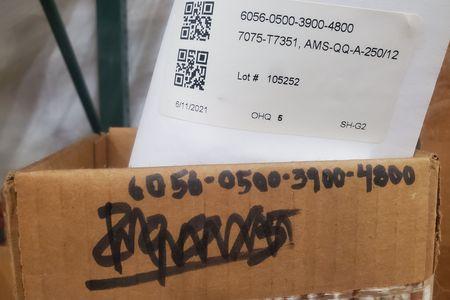 6056-0500-3900-4800
7075-T7351, AMS-QQ-A-250/12
Lot # 105252
6/11/2021 OHQ 5 SH-G2
6056-0500-3900-4800